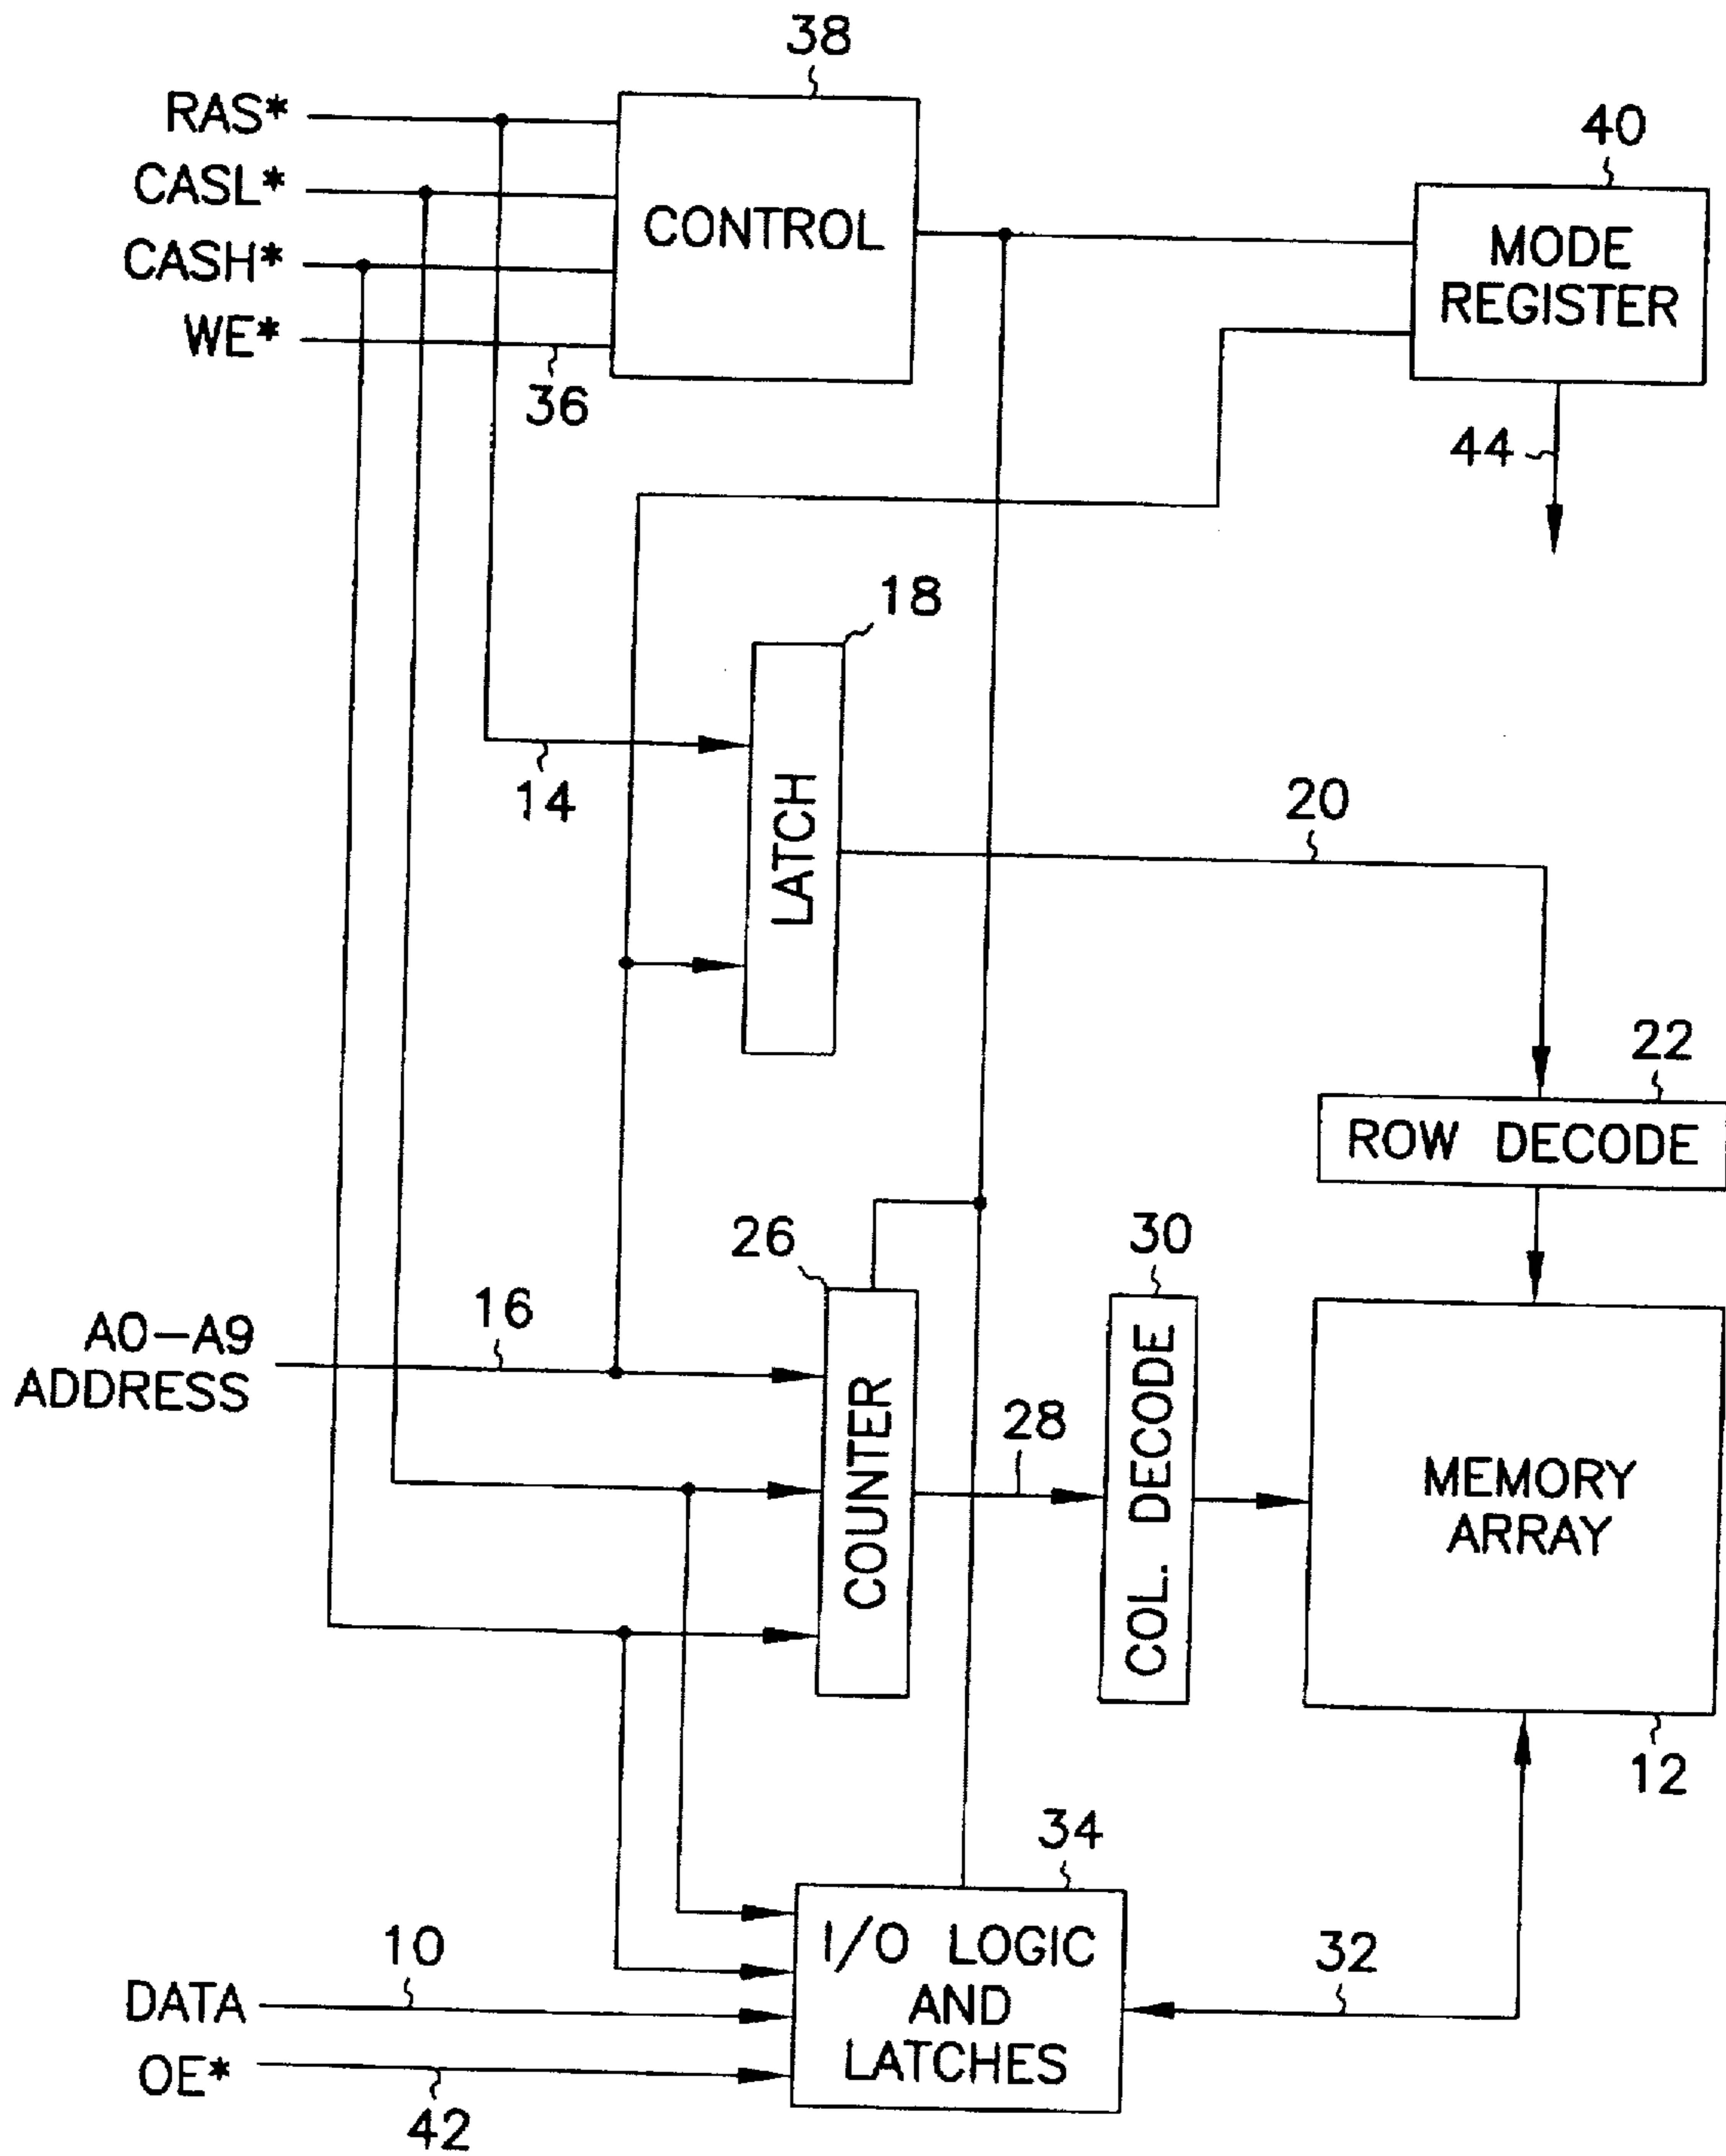 38
RAS*
CASL*
CASH*
WE*
36
CONTROL
40
MODE
REGISTER
44
18
14
LATCH
20
22
ROW DECODE
26
30
A0-A9
ADDRESS
16
COUNTER
28
COL. DECODE
MEMORY
ARRAY
12
34
I/O LOGIC
AND
LATCHES
32
DATA
10
OE*
42